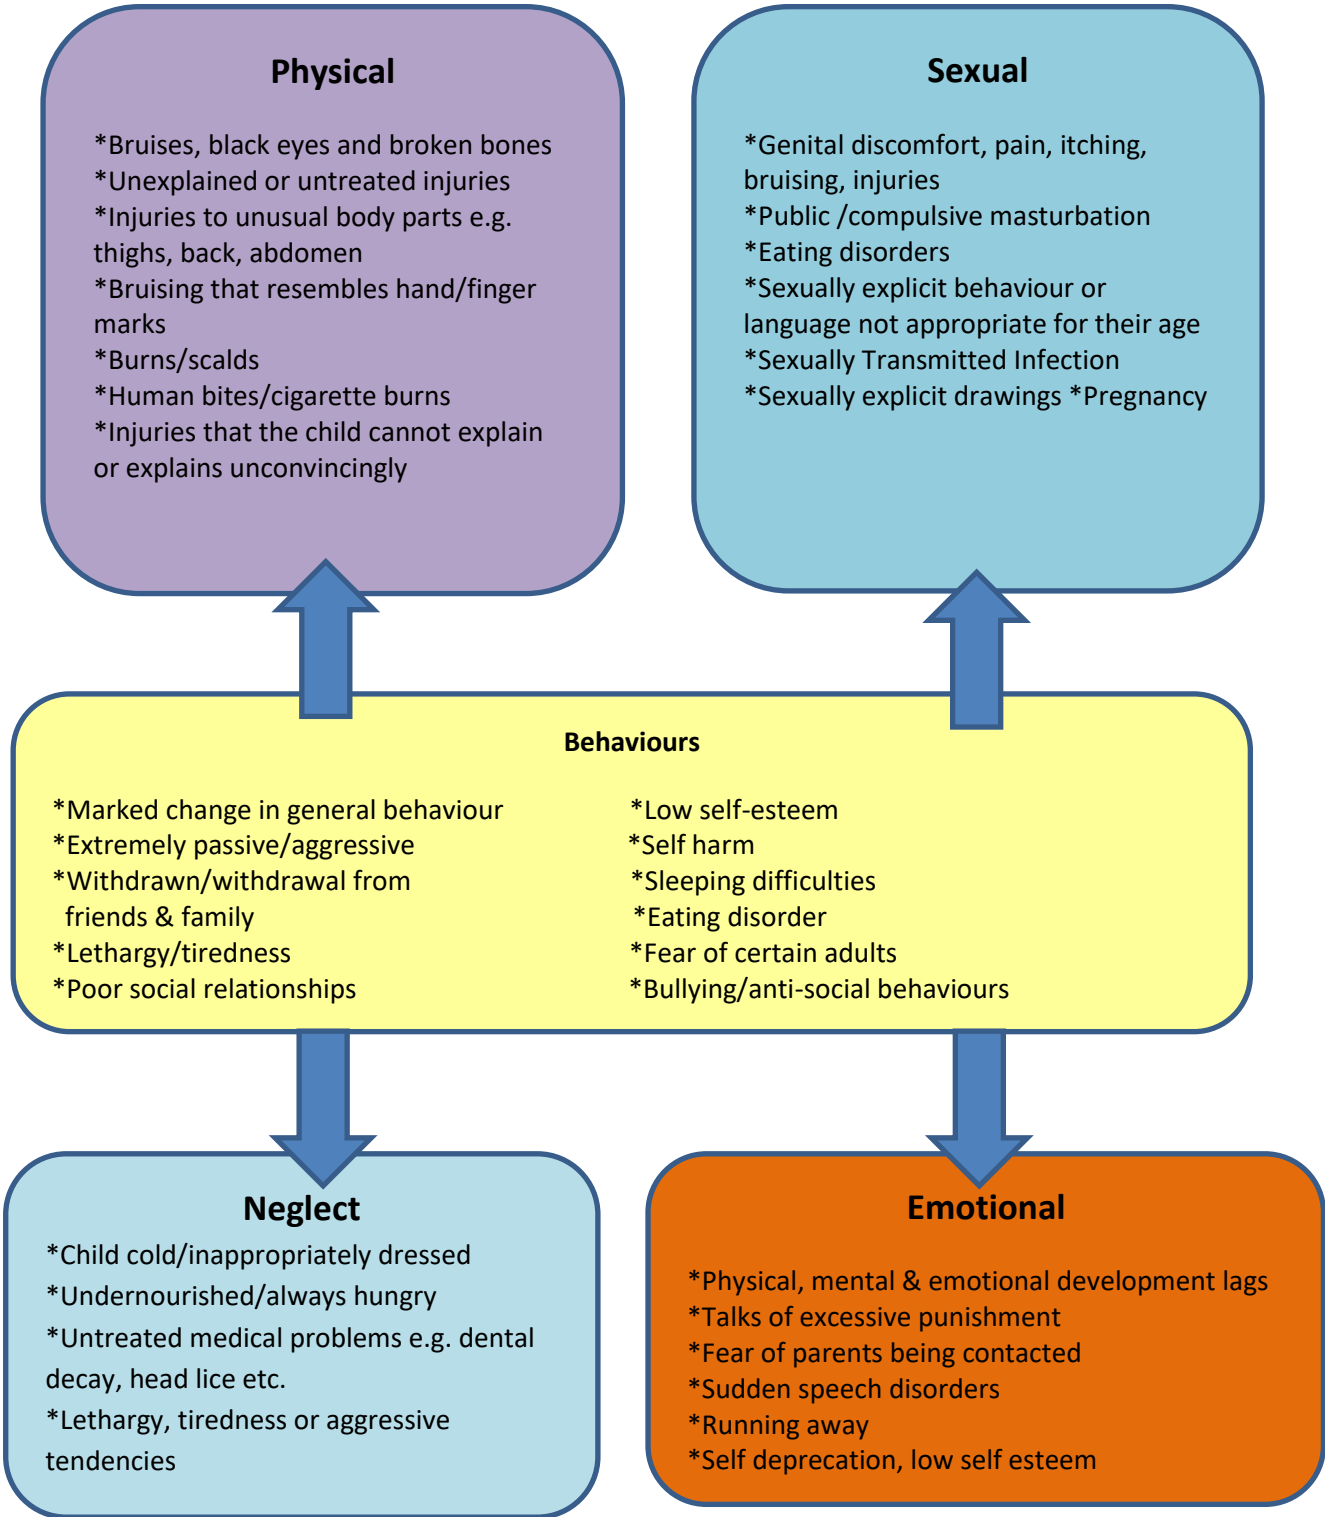 Physical
*Bruises, black eyes and broken bones
*Unexplained or untreated injuries
*Injuries to unusual body parts e.g.
thighs, back, abdomen
*Bruising that resembles hand/finger
marks
*Burns/scalds
*Human bites/cigarette burns
*Injuries that the child cannot explain
or explains unconvincingly
Sexual
*Genital discomfort, pain, itching,
bruising, injuries
*Public /compulsive masturbation
*Eating disorders
*Sexually explicit behaviour or
language not appropriate for their age
*Sexually Transmitted Infection
*Sexually explicit drawings *Pregnancy
Behaviours
*Marked change in general behaviour
*Extremely passive/aggressive
*Withdrawn/withdrawal from
friends & family
*Lethargy/tiredness
*Poor social relationships
*Low self-esteem
*Self harm
*Sleeping difficulties
*Eating disorder
*Fear of certain adults
*Bullying/anti-social behaviours
Neglect
*Child cold/inappropriately dressed
*Undernourished/always hungry
*Untreated medical problems e.g. dental
decay, head lice etc.
*Lethargy, tiredness or aggressive
tendencies
Emotional
*Physical, mental & emotional development lags
*Talks of excessive punishment
*Fear of parents being contacted
*Sudden speech disorders
*Running away
*Self deprecation, low self esteem